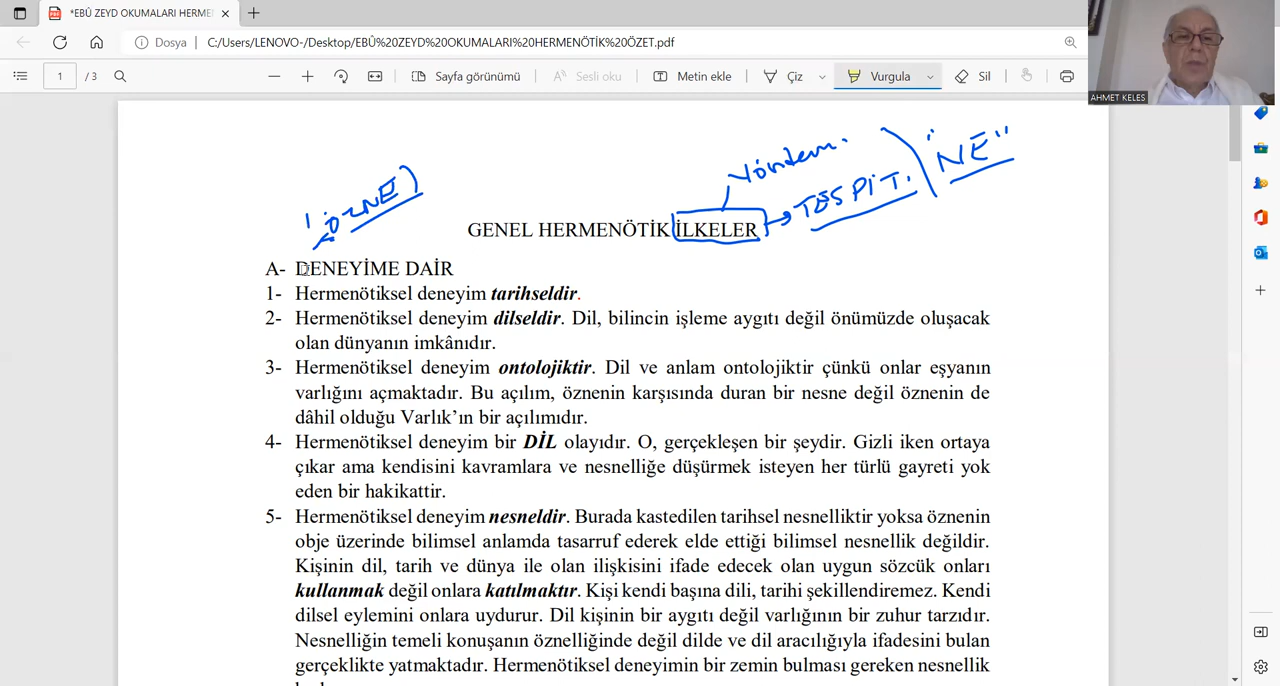 *EBÛ ZEYD OKUMALARI HERME
Dosya
C:/Users/LENOVO-/Desktop/EBÛ%20ZEYD%20OKUMALARI%20HERMENÖTİK%20ÖZET.pdf
1 / 3
Sayfa görünümü
Sesli oku
Metin ekle
Çiz
Vurgula
Sil
AHMET KELES
Yöntem.
"NE"
TESPİT.
ÖZNE)
GENEL HERMENÖTİK İLKELER
A- DENEYİME DAİR
1- Hermenötiksel deneyim tarihseldir.
2- Hermenötiksel deneyim dilseldir. Dil, bilincin işleme aygıtı değil önümüzde oluşacak
olan dünyanın imkânıdır.
3- Hermenötiksel deneyim ontolojiktir. Dil ve anlam ontolojiktir çünkü onlar eşyanın
varlığını açmaktadır. Bu açılım, öznenin karşısında duran bir nesne değil öznenin de
dâhil olduğu Varlık’ın bir açılımıdır.
4- Hermenötiksel deneyim bir DİL olayıdır. O, gerçekleşen bir şeydir. Gizli iken ortaya
çıkar ama kendisini kavramlara ve nesnelliğe düşürmek isteyen her türlü gayreti yok
eden bir hakikattir.
5- Hermenötiksel deneyim nesneldir. Burada kastedilen tarihsel nesnelliktir yoksa öznenin
obje üzerinde bilimsel anlamda tasarruf ederek elde ettiği bilimsel nesnellik değildir.
Kişinin dil, tarih ve dünya ile olan ilişkisini ifade edecek olan uygun sözcük onları
kullanmak değil onlara katılmaktır. Kişi kendi başına dili, tarihi şekillendiremez. Kendi
dilsel eylemini onlara uydurur. Dil kişinin bir aygıtı değil varlığının bir zuhur tarzıdır.
Nesnelliğin temeli konuşanın öznelliğinde değil dilde ve dil aracılığıyla ifadesini bulan
gerçeklikte yatmaktadır. Hermenötiksel deneyimin bir zemin bulması gereken nesnellik